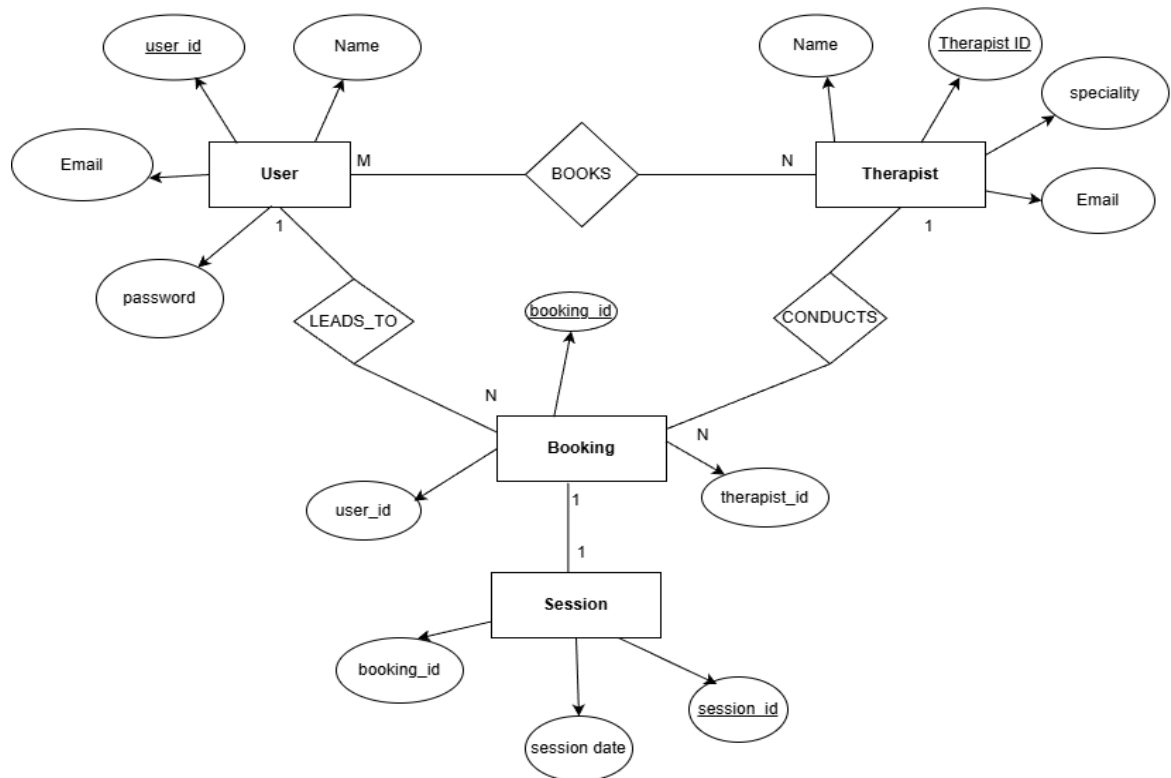 user_id
Name
Name
Therapist ID
speciality
Email
User
M
BOOKS
N
Therapist
Email
1
1
password
LEADS_TO
booking_id
CONDUCTS
N
N
Booking
user_id
therapist_id
1
1
Session
booking_id
session_id
session date